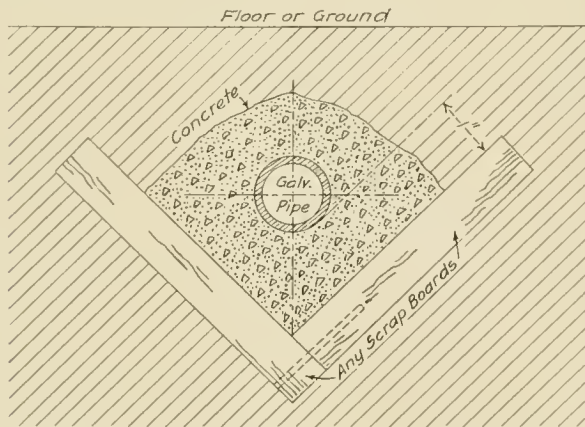 Floor or Ground
Concrete
Galv.
Pipe
Any Scrap Boards